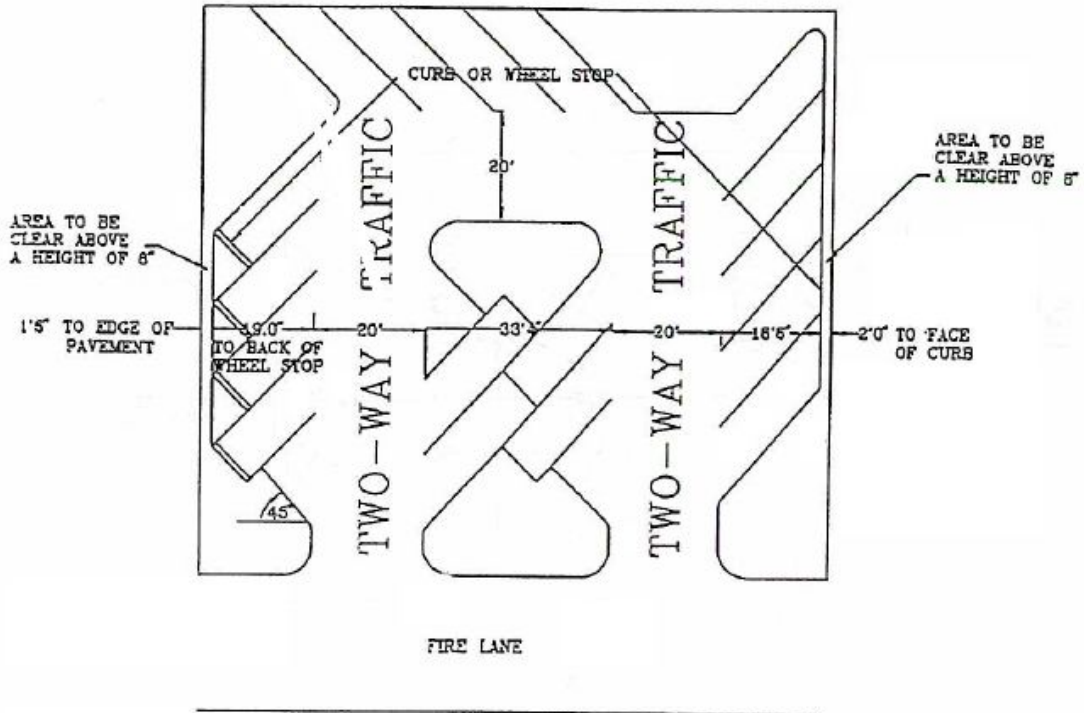 CURB OR WHEEL STOP
20'
AREA TO BE
CLEAR ABOVE
A HEIGHT OF 6"
AREA TO BE
CLEAR ABOVE
A HEIGHT OF 6"
TWO-WAY TRAFFIC
TWO-WAY TRAFFIC
1'5" TO EDGE OF
PAVEMENT
19.0"
TO BACK OF
WHEEL STOP
20'
33'
20'
2'0" TO FACE
OF CURB
45°
FIRE LANE